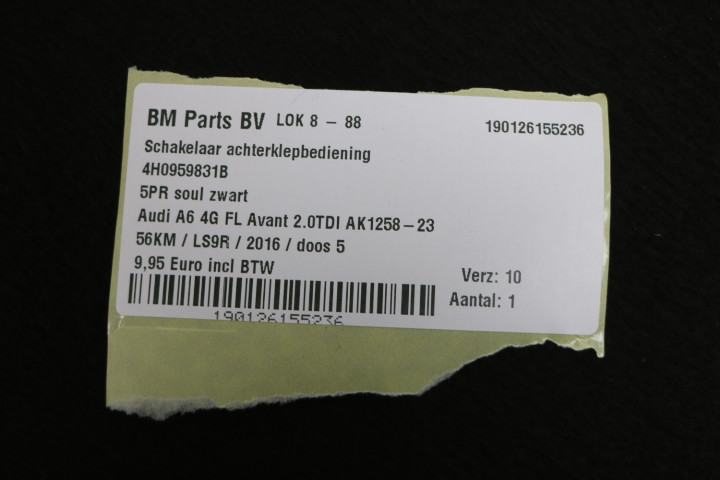 BM Parts BV LOK 8 - 88 190126155236
Schakelaar achterklepbediening
4H0959831B
5PR soul zwart
Audi A6 4G FL Avant 2.0TDI AK1258-23
56KM / LS9R / 2016 / doos 5
9,95 Euro incl BTW
Verz: 10
Aantal: 1
190126155236